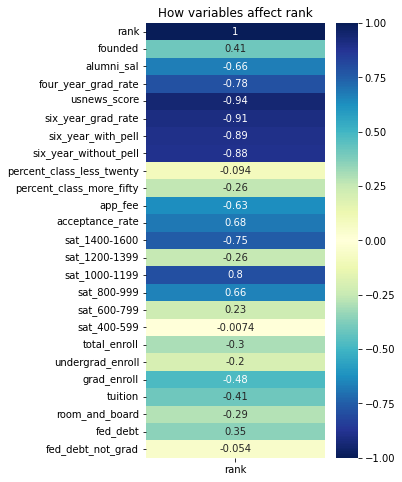 How variables affect rank
rank 1
founded 0.41
alumni_sal -0.66
four_year_grad_rate -0.78
usnews_score -0.94
six_year_grad_rate -0.91
six_year_with_pell -0.89
six_year_without_pell -0.88
percent_class_less_twenty -0.094
percent_class_more_fifty -0.26
app_fee -0.63
acceptance_rate 0.68
sat_1400-1600 -0.75
sat_1200-1399 -0.26
sat_1000-1199 0.8
sat_800-999 0.66
sat_600-799 0.23
sat_400-599 -0.0074
total_enroll -0.3
undergrad_enroll -0.2
grad_enroll -0.48
tuition -0.41
room_and_board -0.29
fed_debt 0.35
fed_debt_not_grad -0.054
rank
1.00
0.75
0.50
0.25
0.00
−0.25
−0.50
−0.75
−1.00